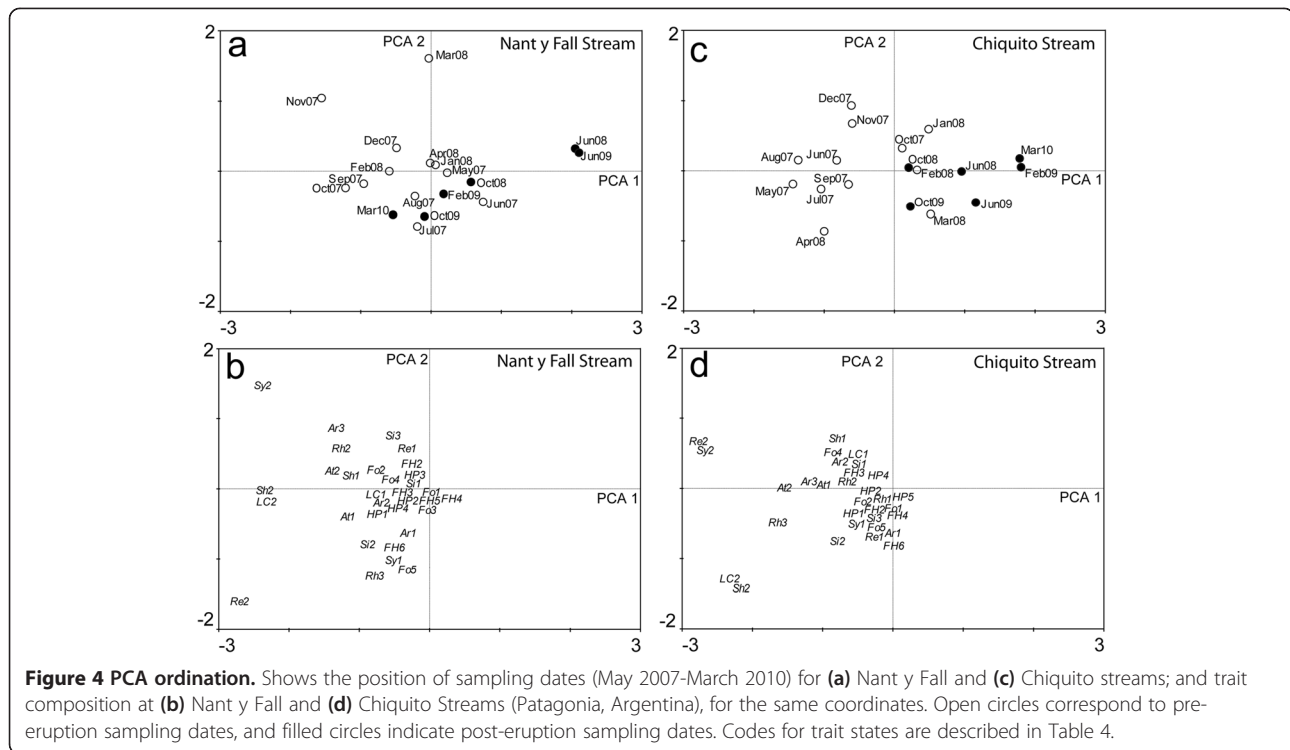 2
a
PCA 2
Nant y Fall Stream
Mar08
Nov07
Dec07
Jun08
Jun09
Apr08
Jan08
Feb08
May07
PCA 1
Sep07
Oct07
Oct08
Aug07
Feb09
Jun07
Mar10
Oct09
Jul07
-2
-3
3
2
c
PCA 2
Chiquito Stream
Dec07
Nov07
Jan08
Oct07
Aug07
Jun07
Oct08
Mar10
Feb08
Jun08
Feb09
PCA 1
May07
Sep07
Jul07
Oct09
Jun09
Mar08
Apr08
-2
-3
3
2
b
PCA 2
Nant y Fall Stream
Sy2
Ar3
Si3
Rh2
Re1
At2
Sh1
Fo2
FH2
Fo4
HP3
Si1
PCA 1
Sh2
LC2
LC1
FH3
Fo1
Ar2
HP2
FH5
FH4
At1
HP1
HP4
Fo3
Ar1
Si2
FH6
Sy1
Fo5
Rh3
Re2
-2
-3
3
2
d
PCA 2
Chiquito Stream
Re2
Sy2
Sh1
Fo4
LC1
Ar2
Si1
FH3
HP4
Ar3
At1
Rh2
At2
HP2
PCA 1
Rh1
HP5
Fo2
FH2
Fo1
HP1
Si3
FH4
Rh3
Sy1
Fo5
Si2
Re1
Ar1
FH6
LC2
Sh2
-2
-3
3
Figure 4 PCA ordination. Shows the position of sampling dates (May 2007-March 2010) for (a) Nant y Fall and (c) Chiquito streams; and trait
composition at (b) Nant y Fall and (d) Chiquito Streams (Patagonia, Argentina), for the same coordinates. Open circles correspond to pre-
eruption sampling dates, and filled circles indicate post-eruption sampling dates. Codes for trait states are described in Table 4.